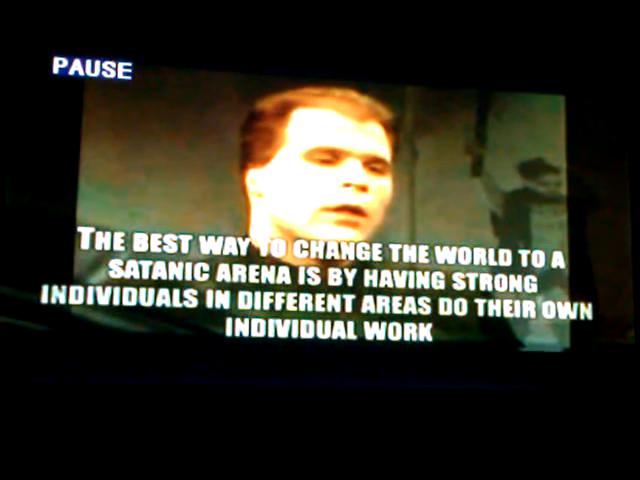 PAUSE
THE BEST WAY TO CHANGE THE WORLD TO A
SATANIC ARENA IS BY HAVING STRONG
INDIVIDUALS IN DIFFERENT AREAS DO THEIR OWN
INDIVIDUAL WORK